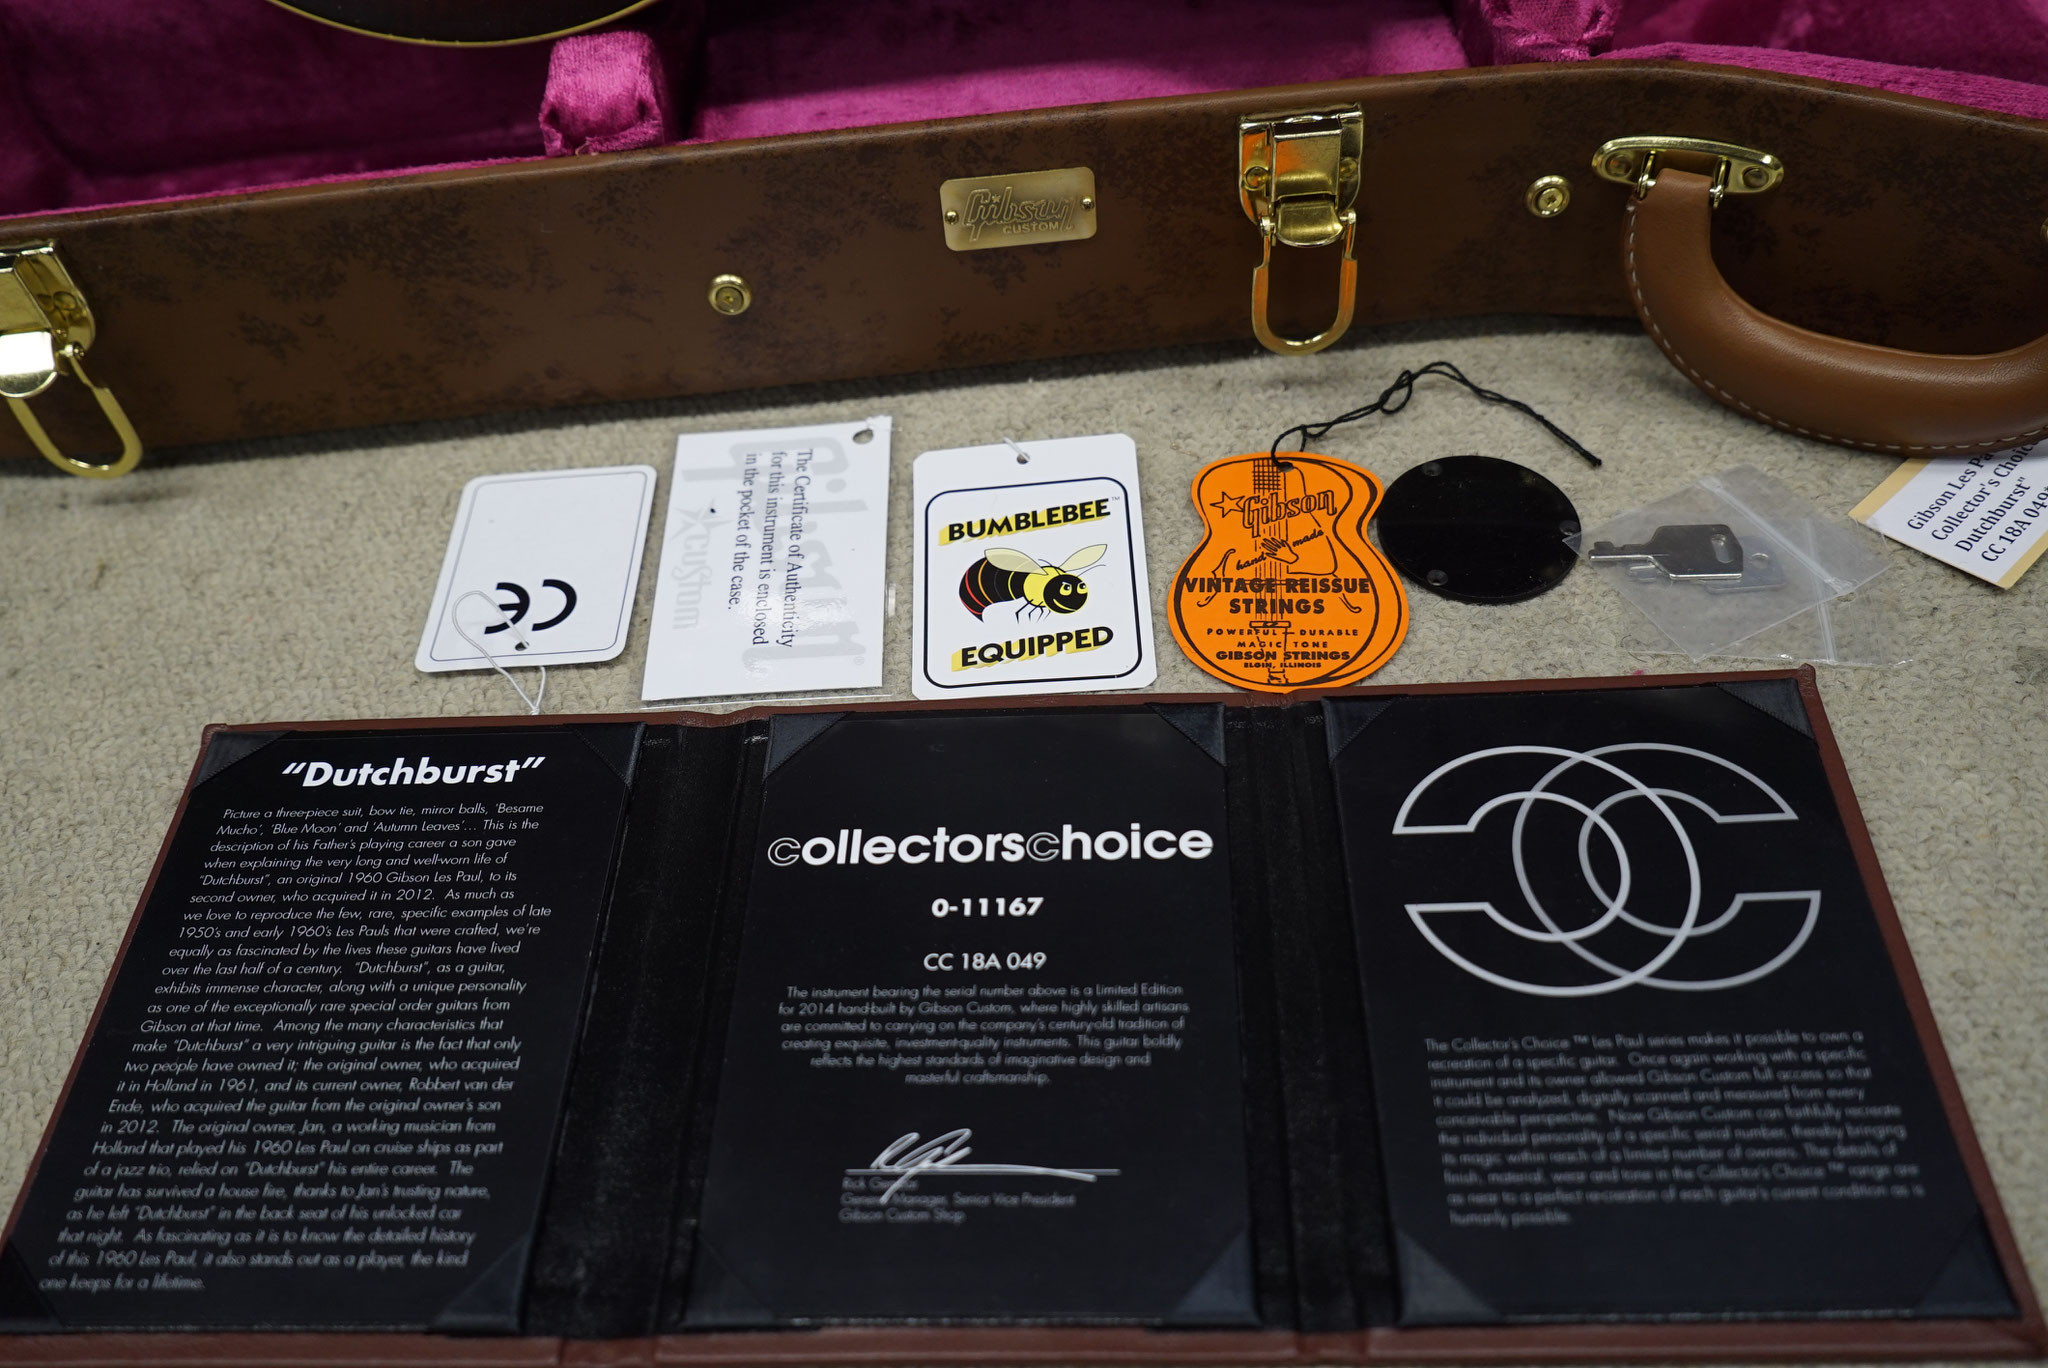 Gibson
CUSTOM
CE
The Certificate of Authenticity
for this instrument is enclosed
in the pocket of the case.
Gibson
CUSTOM
BUMBLEBEE™
EQUIPPED
Gibson
hand made
VINTAGE REISSUE
STRINGS
POWERFUL - DURABLE
MAGIC TONE
GIBSON STRINGS
ELGIN, ILLINOIS
Gibson Les Pa
Collector's Choic
Dutchburst"
CC 18A 049
"Dutchburst"
Picture a three-piece suit, bow tie, mirror balls, 'Besame
Mucho', 'Blue Moon' and 'Autumn Leaves'... This is the
description of his Father's playing career a son gave
when explaining the very long and well-worn life of
"Dutchburst", an original 1960 Gibson Les Paul, to its
second owner, who acquired it in 2012. As much as
we love to reproduce the few, rare, specific examples of late
1950's and early 1960's Les Pauls that were crafted, we're
equally as fascinated by the lives these guitars have lived
over the last half of a century. "Dutchburst", as a guitar,
exhibits immense character, along with a unique personality
as one of the exceptionally rare special order guitars from
Gibson at that time. Among the many characteristics that
make "Dutchburst" a very intriguing guitar is the fact that only
two people have owned it; the original owner, who acquired
it in Holland in 1961, and its current owner, Robbert van der
Ende, who acquired the guitar from the original owner's son
in 2012. The original owner, Jan, a working musician from
Holland that played his 1960 Les Paul on cruise ships as part
of a jazz trio, relied on "Dutchburst" his entire career. The
guitar has survived a house fire, thanks to Jan's trusting nature,
as he left "Dutchburst" in the back seat of his unlocked car
that night. As fascinating as it is to know the detailed history
of this 1960 Les Paul, it also stands out as a player, the kind
one keeps for a lifetime.
collectorschoice
0-11167
CC 18A 049
The instrument bearing the serial number above is a Limited Edition
for 2014 hand-built by Gibson Custom, where highly skilled artisans
are committed to carrying on the company's century-old tradition of
creating exquisite, investment-quality instruments. This guitar boldly
reflects the highest standards of imaginative design and
masterful craftsmanship.
Rick
General Manager, Senior Vice President
Gibson Custom Shop
The Collector's Choice ™ Les Paul series makes it possible to own a
recreation of a specific guitar. Once again working with a specific
instrument and its owner allowed Gibson Custom full access so that
it could be analyzed, digitally scanned and measured from every
conceivable perspective. Now Gibson Custom can faithfully recreate
the individual personality of a specific serial number, thereby bringing
its magic within reach of a limited number of owners. The details of
finish, material, wear and tone in the Collector's Choice ™ range are
as near to a perfect re-creation of each guitar's current condition as is
humanly possible.